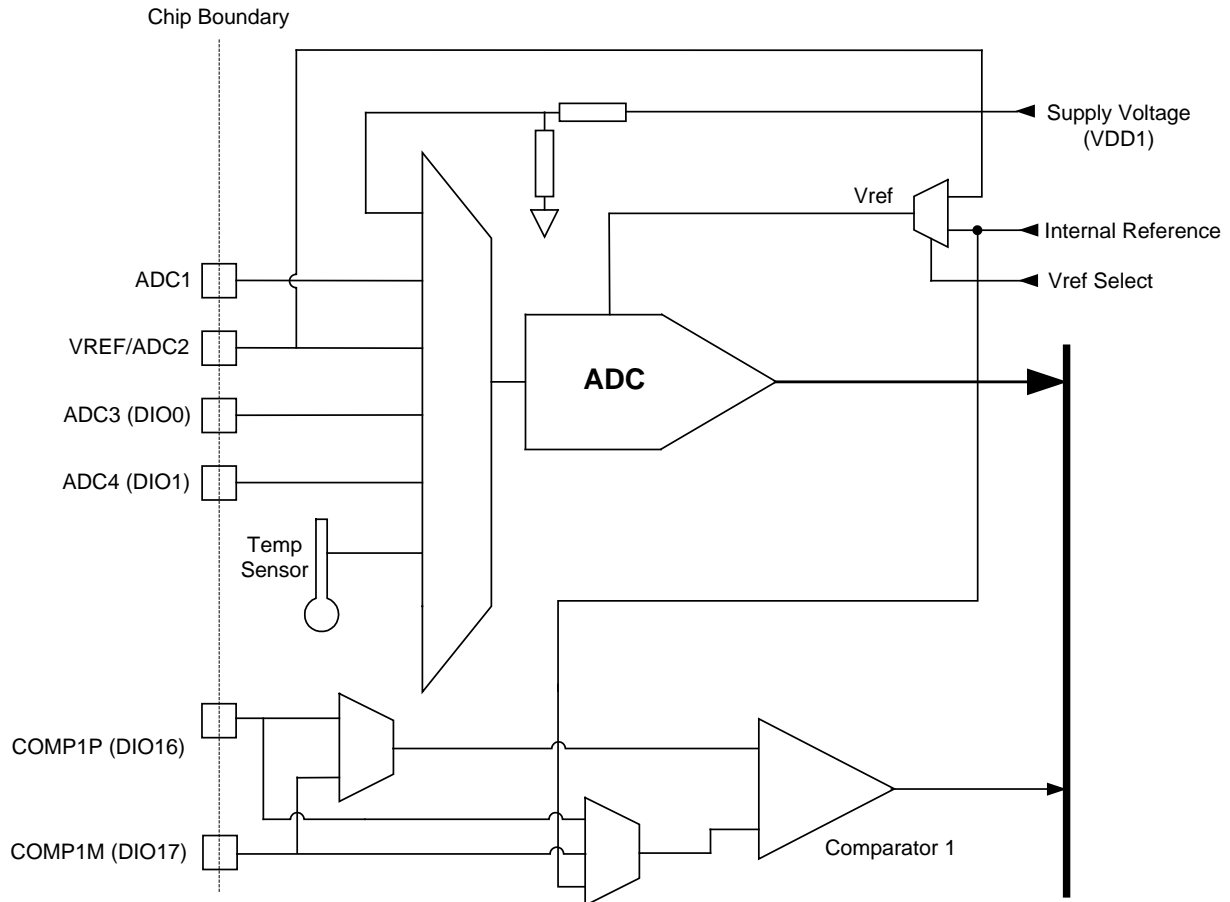 Chip Boundary
Supply Voltage
(VDD1)
Vref
Internal Reference
ADC1
Vref Select
VREF/ADC2
ADC
ADC3 (DIO0)
ADC4 (DIO1)
Temp
Sensor
COMP1P (DIO16)
COMP1M (DIO17)
Comparator 1